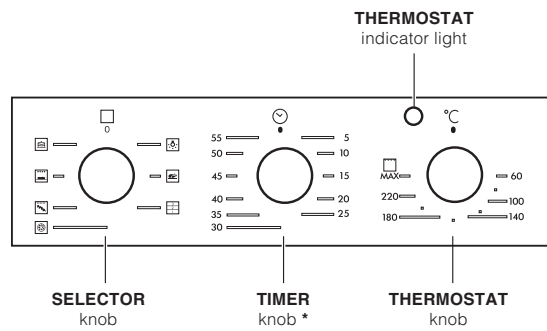 THERMOSTAT
indicator light
0
°C
55
5
50
10
45
15
40
20
35
25
30
MAX
60
220
100
180
140
SELECTOR
knob
TIMER
knob *
THERMOSTAT
knob